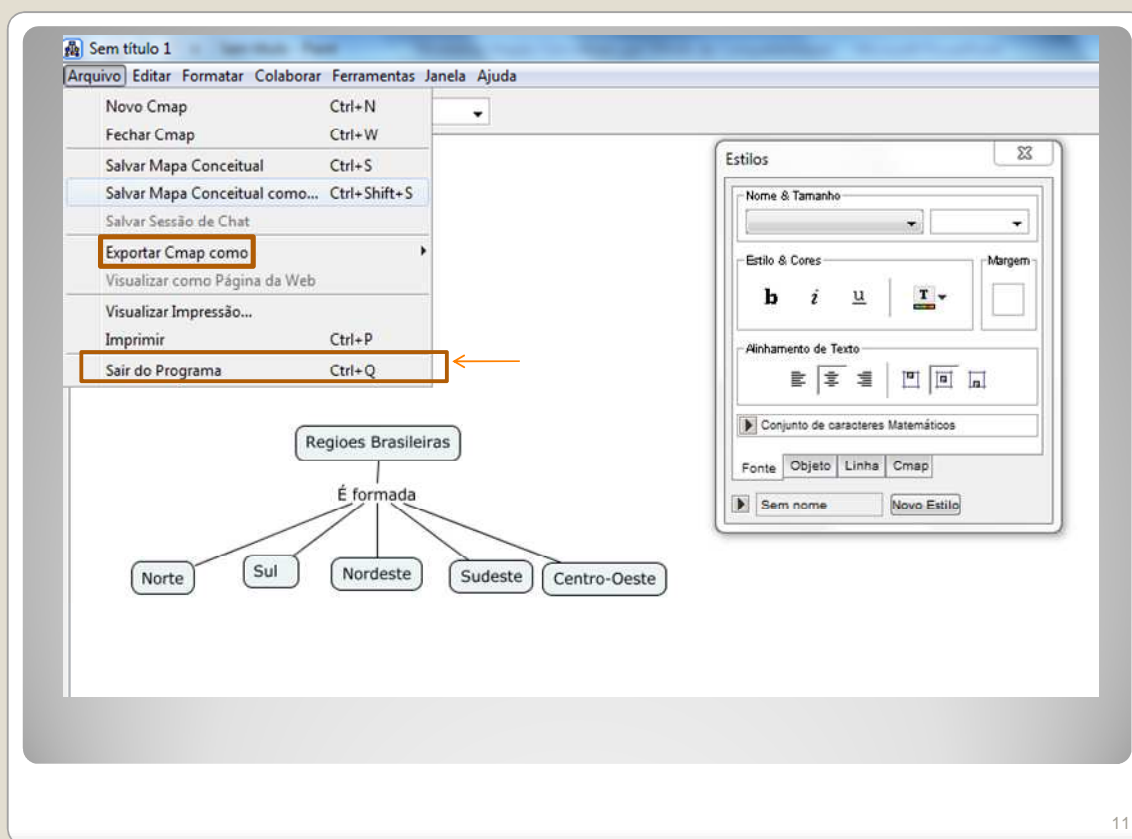 Sem título 1
Arquivo Editar Formatar Colaborar Ferramentas Janela Ajuda
Novo Cmap Ctrl+N
Fechar Cmap Ctrl+W
Salvar Mapa Conceitual Ctrl+S
Salvar Mapa Conceitual como... Ctrl+Shift+S
Salvar Sessão de Chat
Exportar Cmap como
Visualizar como Página da Web
Visualizar Impressão...
Imprimir Ctrl+P
Sair do Programa Ctrl+Q
Estilos
Nome & Tamanho
Estilo & Cores
Margem
b i u T
Alinhamento de Texto
Conjunto de caracteres Matemáticos
Fonte Objeto Linha Cmap
Sem nome Novo Estilo
Regioes Brasileiras
É formada
Norte Sul Nordeste Sudeste Centro-Oeste
11